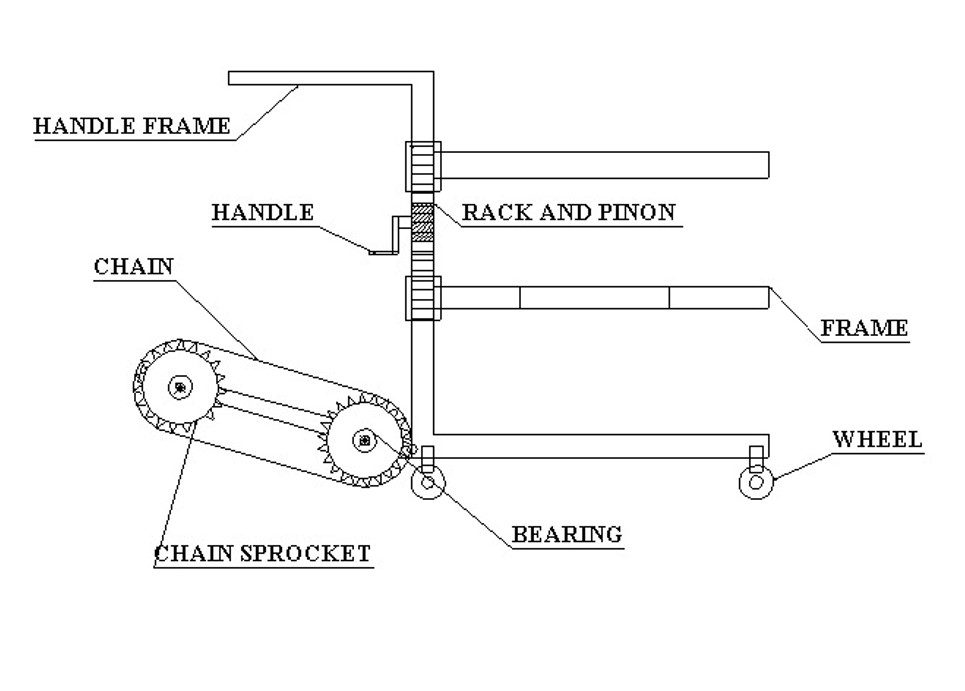 HANDLE FRAME
HANDLE
RACK AND PINON
CHAIN
FRAME
WHEEL
BEARING
CHAIN SPROCKET